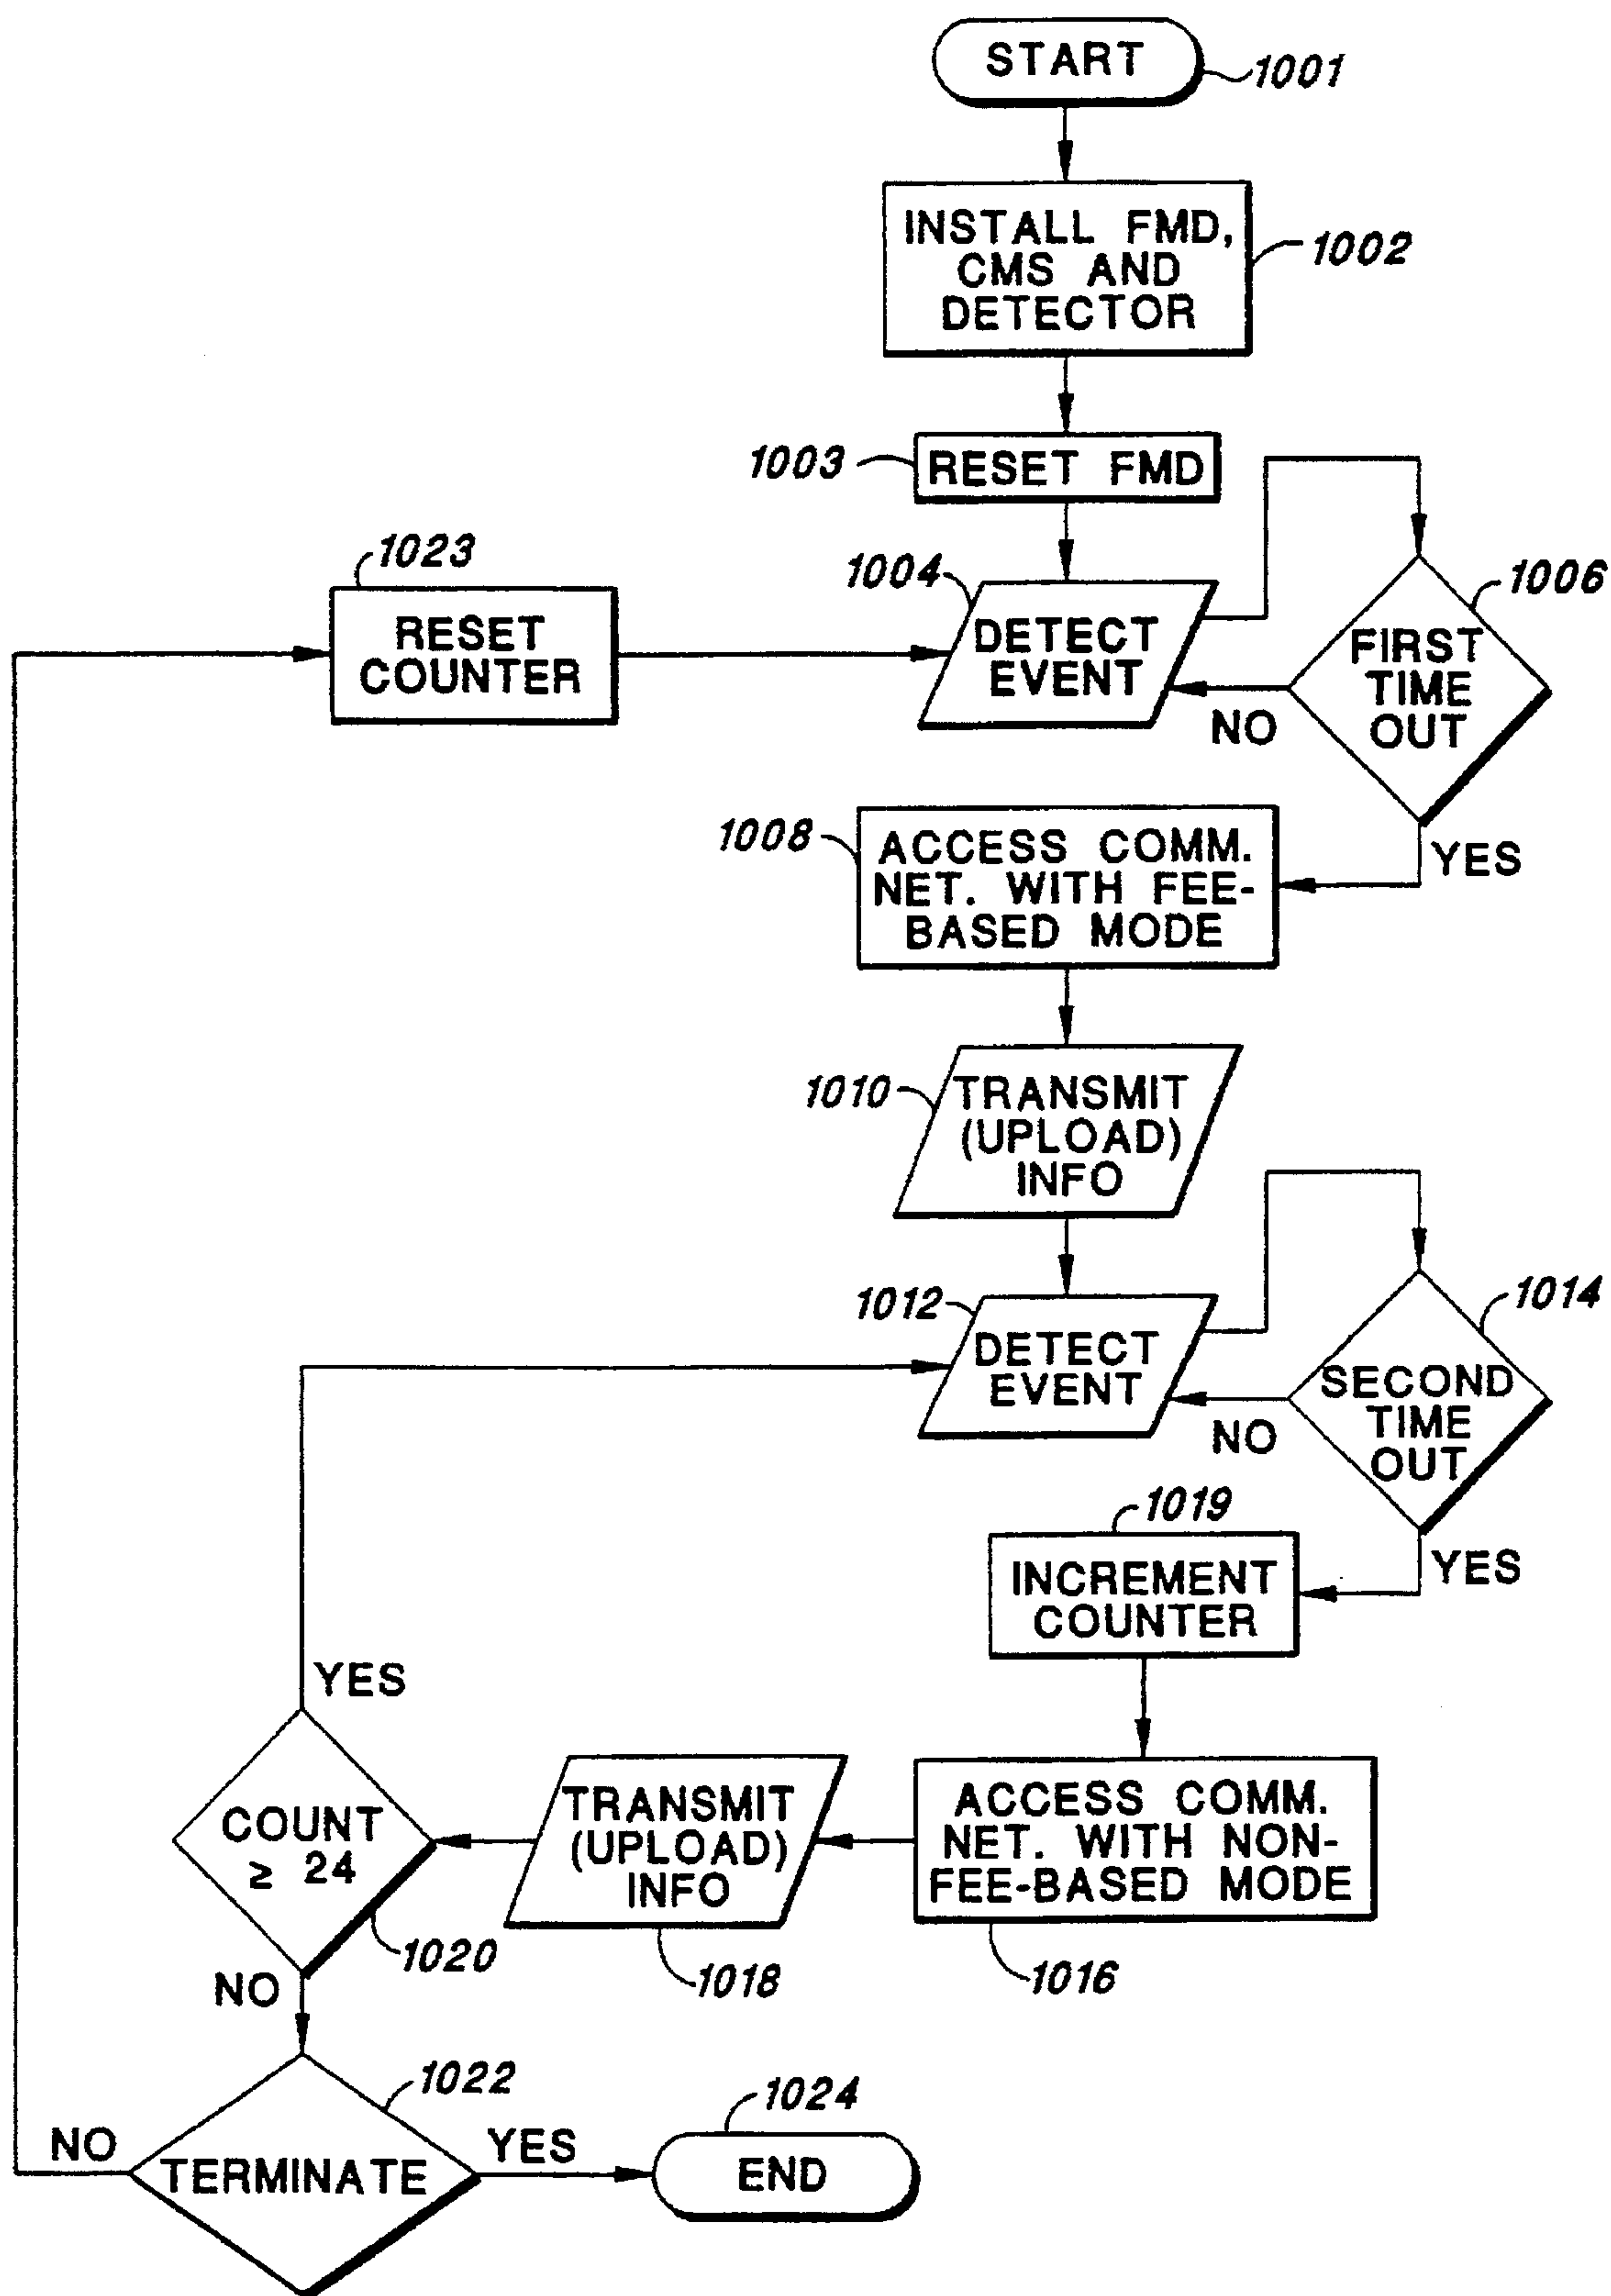 START
1001
INSTALL FMD,
CMS AND
DETECTOR
1002
1003
RESET FMD
1023
RESET
COUNTER
1004
DETECT
EVENT
1006
FIRST
TIME
OUT
NO
YES
1008
ACCESS COMM.
NET. WITH FEE-
BASED MODE
1010
TRANSMIT
(UPLOAD)
INFO
1012
DETECT
EVENT
1014
SECOND
TIME
OUT
NO
YES
1019
INCREMENT
COUNTER
ACCESS COMM.
NET. WITH NON-
FEE-BASED MODE
1016
TRANSMIT
(UPLOAD)
INFO
1018
YES
COUNT
≥ 24
1020
NO
1022
TERMINATE
NO
YES
1024
END